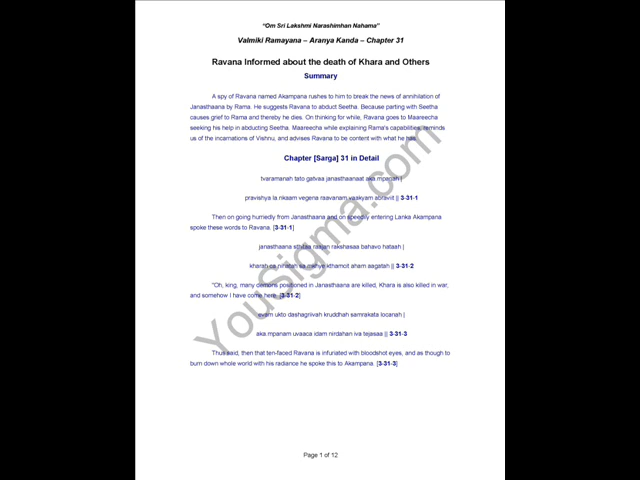 "Om Sri Lakshmi Narashimhan Nahama"
Valmiki Ramayana – Aranya Kanda – Chapter 31
Ravana Informed about the death of Khara and Others
Summary
A spy of Ravana named Akampana rushes to him to break the news of annihilation of
Janasthaana by Rama. He suggests Ravana to abduct Seetha. Because parting with Seetha
causes grief to Rama and thereby he dies. On thinking for while, Ravana goes to Maareecha
seeking his help in abducting Seetha. Maareecha while explaining Rama's capabilities, reminds
us of the incarnations of Vishnu, and advises Ravana to be content with what he has.
Chapter [Sarga] 31 in Detail
tvaramanah tato gatvaa janasthaanaat aka.mpanah |
pravishya la.nkaam vegena raavanam vaakyam abraviit || 3-31-1
Then on going hurriedly from Janasthaana and on speedily entering Lanka Akampana
spoke these words to Ravana. [3-31-1]
janasthaana sthitaa raajan rakshasaa bahavo hataah |
kharah ca nihatah sa.mkhye kthamcit aham aagatah || 3-31-2
"Oh, king, many demons positioned in Janasthaana are killed, Khara is also killed in war,
and somehow I have come here. [3-31-2]
evam ukto dashagriivah kruddhah samrakata locanah |
aka.mpanam uvaaca idam nirdahan iva tejasaa || 3-31-3
Thus said, then that ten-faced Ravana is infuriated with bloodshot eyes, and as though to
burn down whole world with his radiance he spoke this to Akampana. [3-31-3]
YouSigma.com
Page 1 of 12